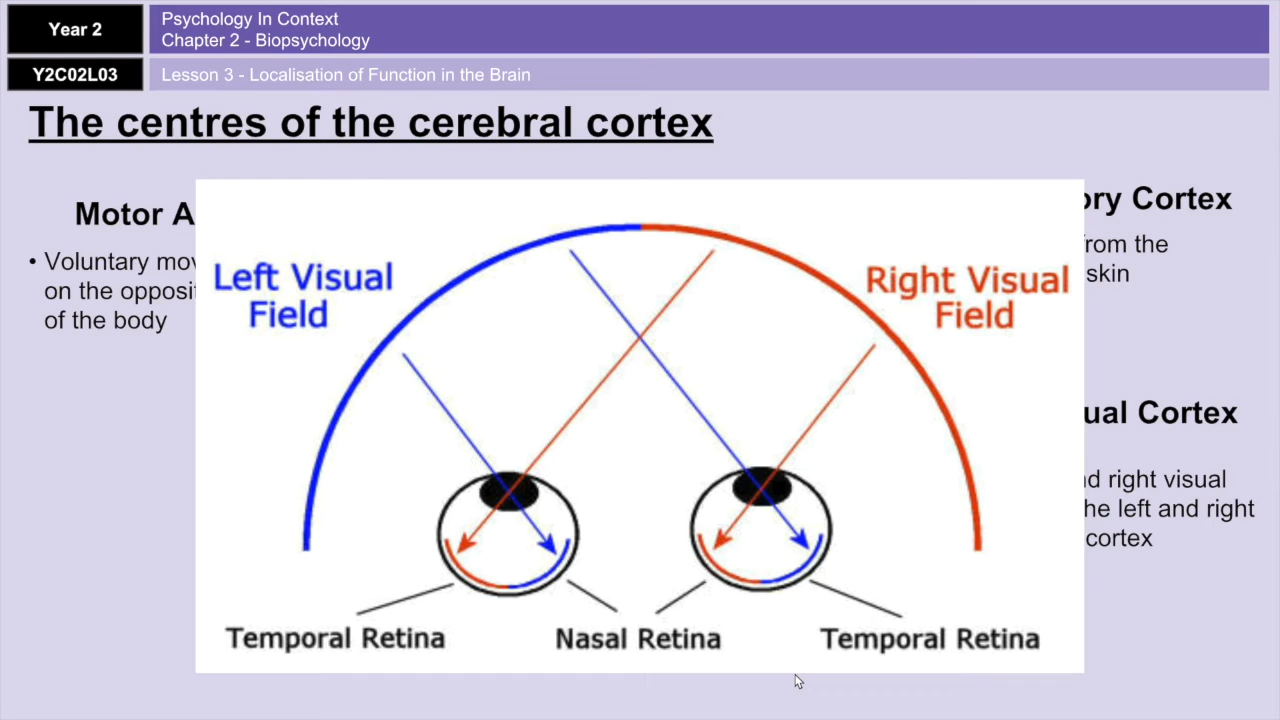 Year 2
Psychology In Context
Chapter 2 - Biopsychology
Y2C02L03
Lesson 3 - Localisation of Function in the Brain
The centres of the cerebral cortex
Motor A
• Voluntary mov
on the opposit
of the body
ory Cortex
from the
skin
ual Cortex
nd right visual
he left and right
cortex
Left Visual
Field
Right Visual
Field
Temporal Retina
Nasal Retina
Temporal Retina